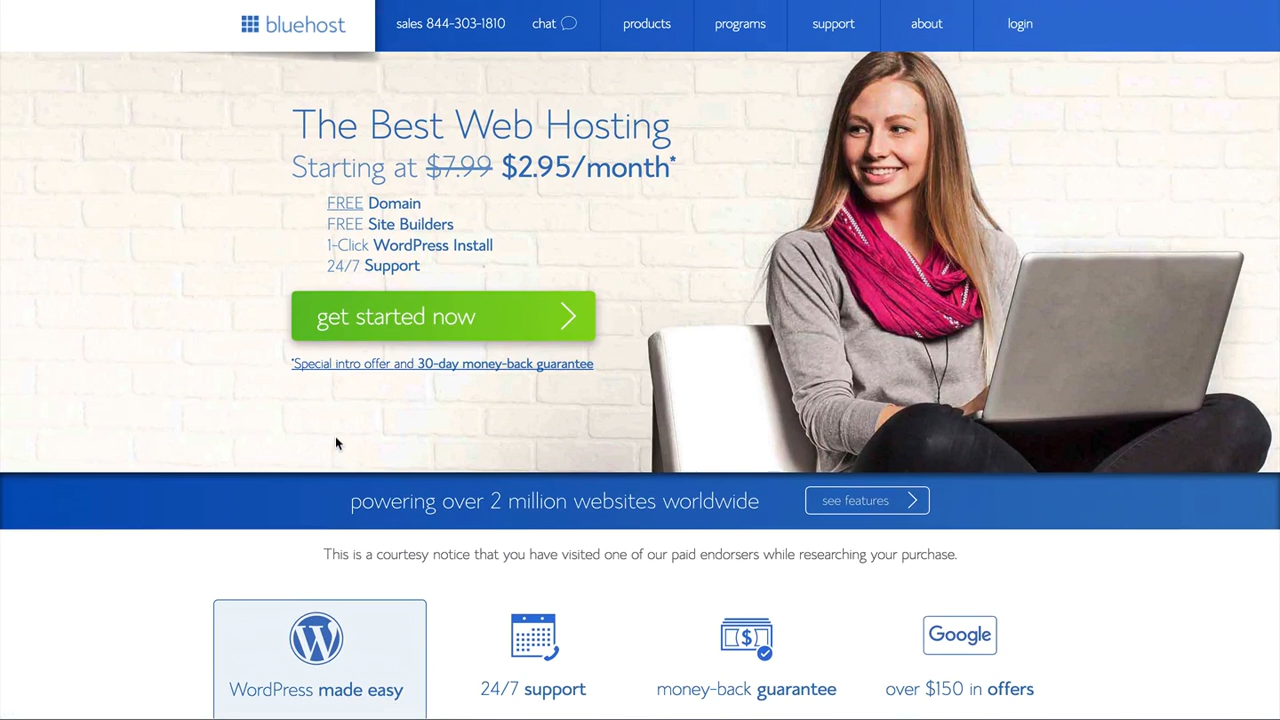 bluehost
sales 844-303-1810
chat
products
programs
support
about
login
The Best Web Hosting
Starting at $7.99 $2.95/month*
FREE Domain
FREE Site Builders
1-Click WordPress Install
24/7 Support
get started now
*Special intro offer and 30-day money-back guarantee
powering over 2 million websites worldwide
see features
This is a courtesy notice that you have visited one of our paid endorsers while researching your purchase.
W
WordPress made easy
24/7 support
$
money-back guarantee
Google
over $150 in offers